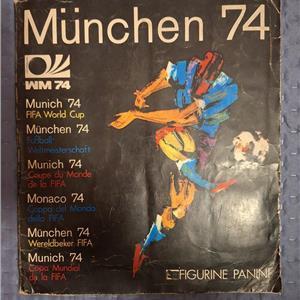 München 74
WM 74
Munich 74
FIFA World Cup
München 74
Fußball-
Weltmeisterschaft
Munich 74
Coupe du Monde
de la FIFA
Monaco 74
Coppa del Mondo
della FIFA
München 74
Wereldbeker FIFA
Munich 74
Copa Mundial
de la FIFA
FIGURINE PANINI